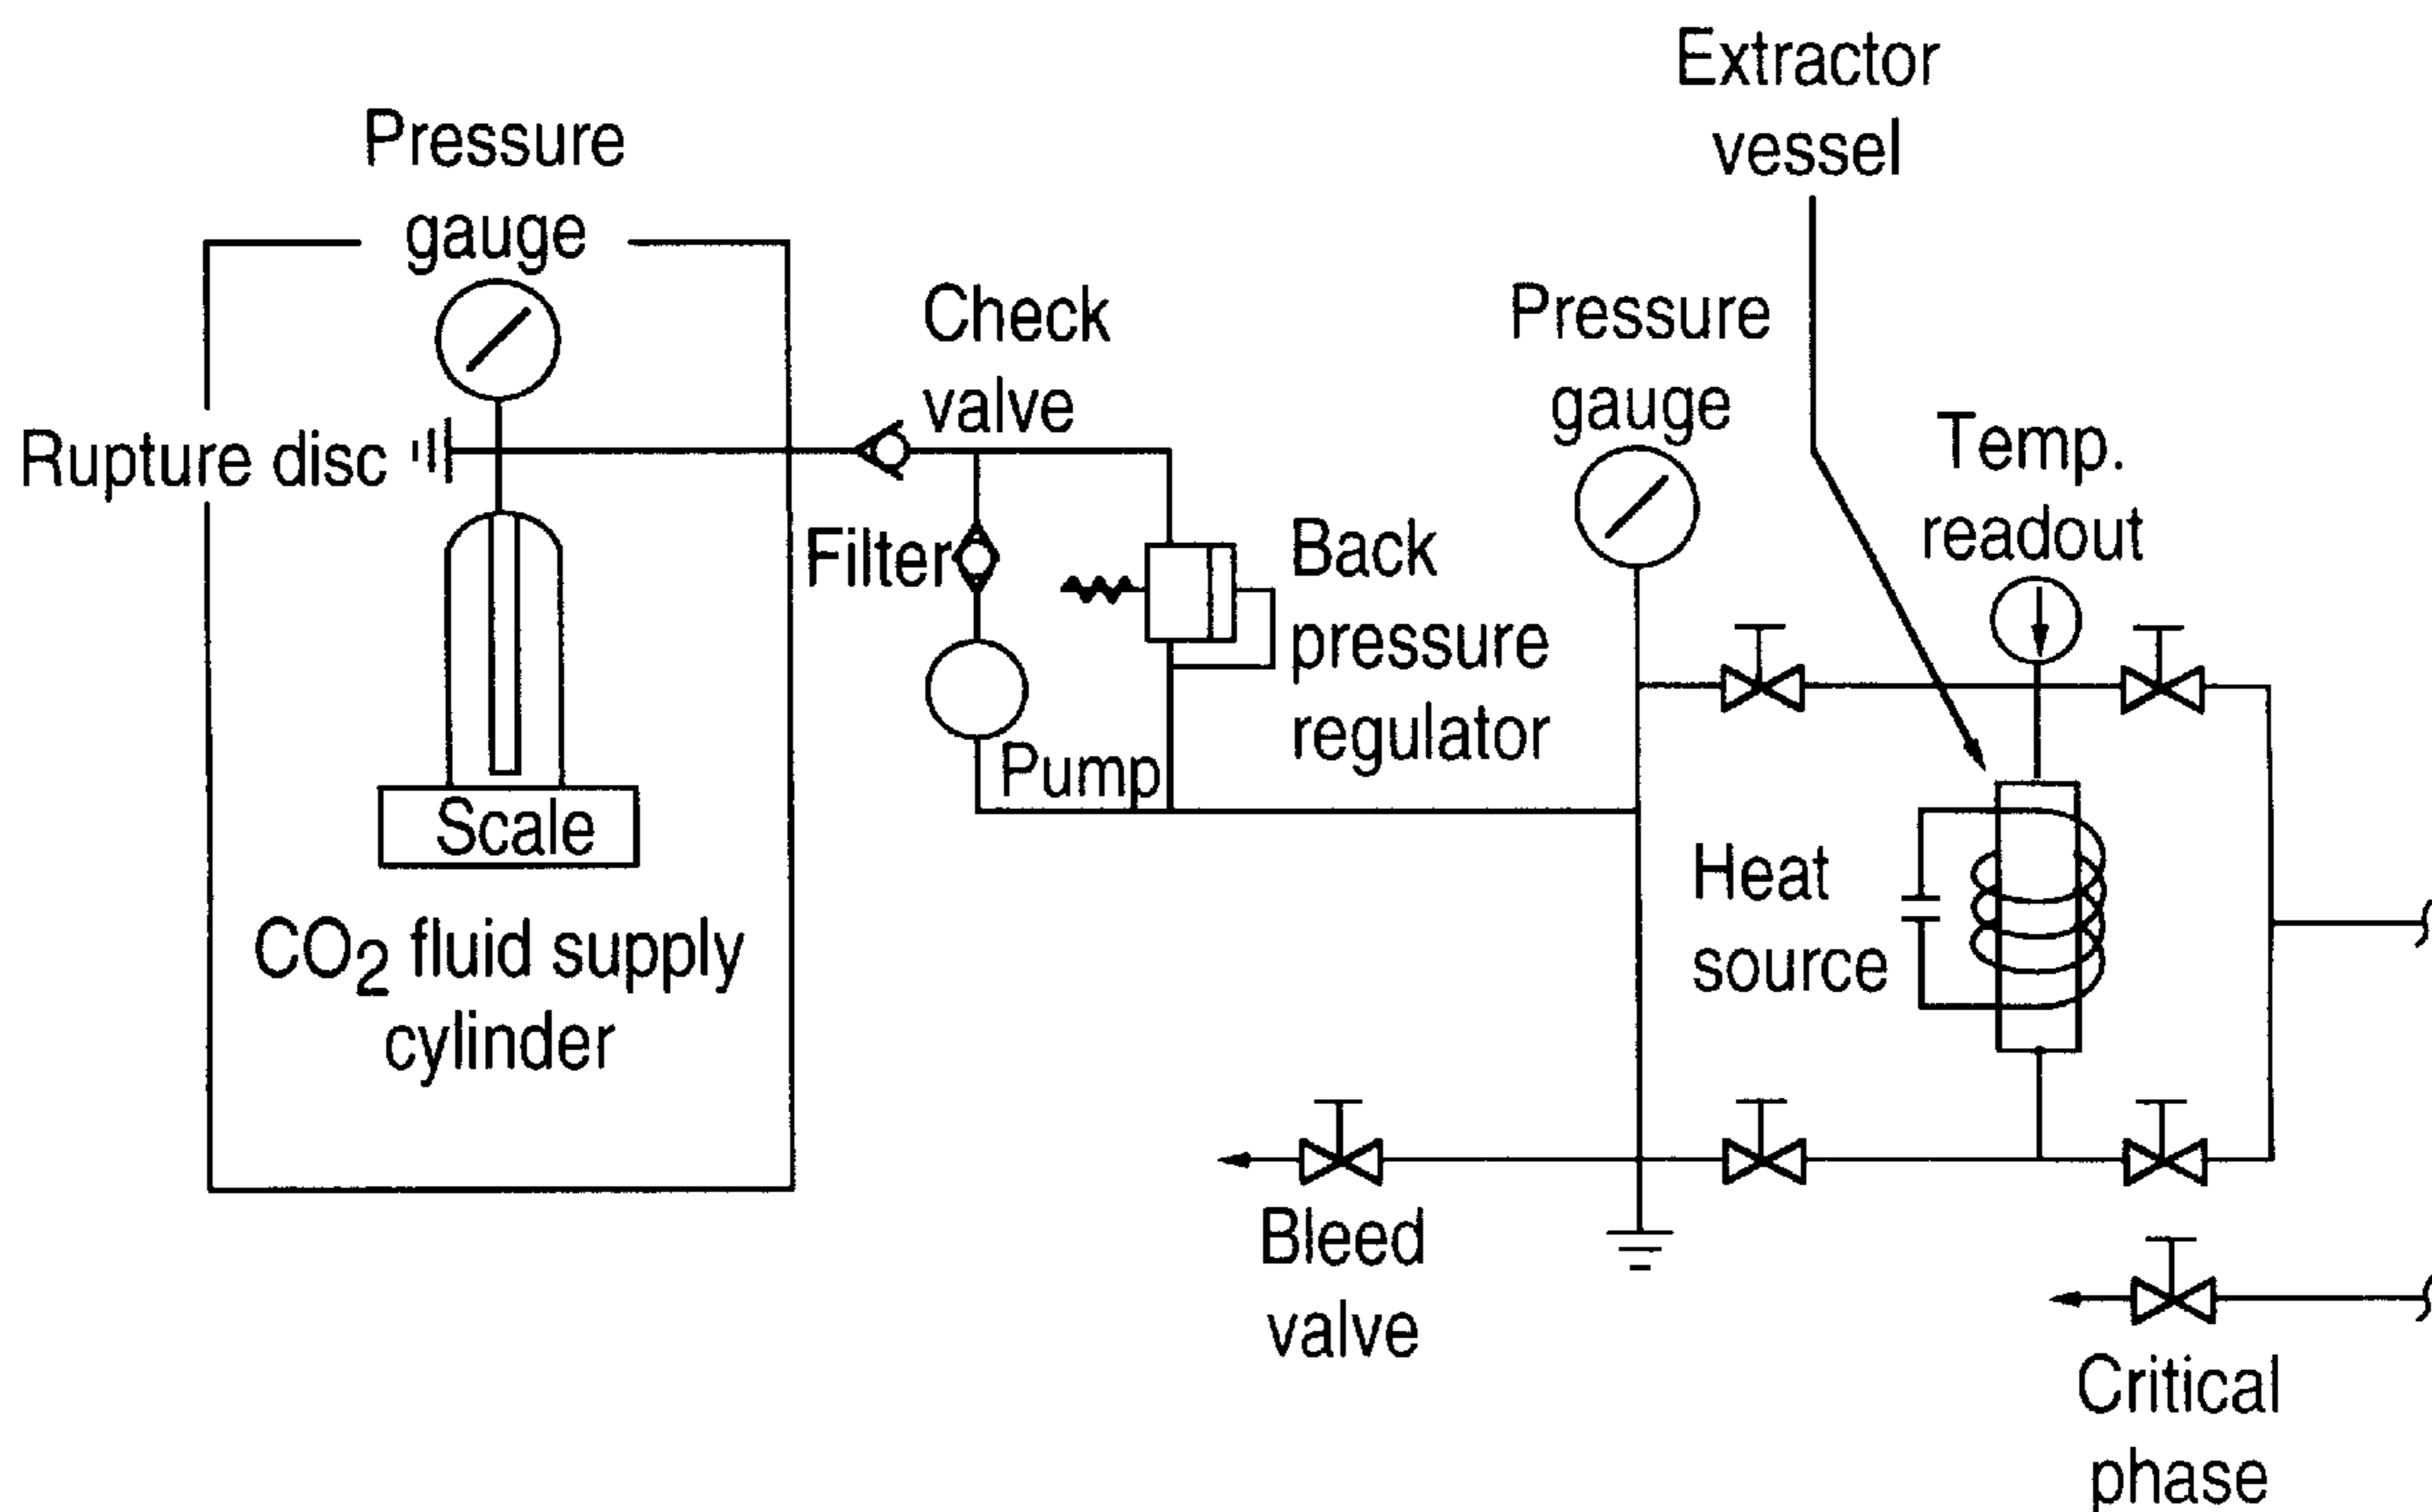 Pressure
gauge
Rupture disc
Scale
CO₂ fluid supply
cylinder
Check
valve
Filter
Pump
Back
pressure
regulator
Pressure
gauge
Extractor
vessel
Temp.
readout
Heat
source
Bleed
valve
Critical
phase